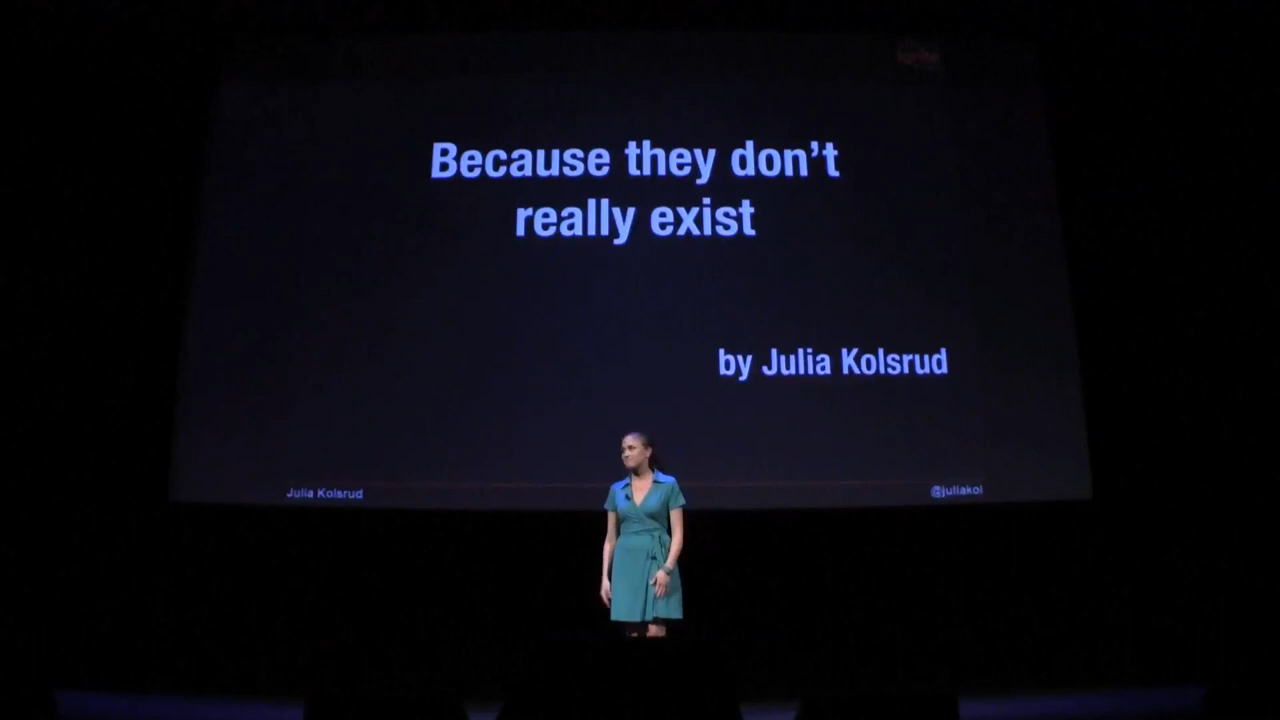 Because they don't
really exist
by Julia Kolsrud
Julia Kolsrud
@juliakol